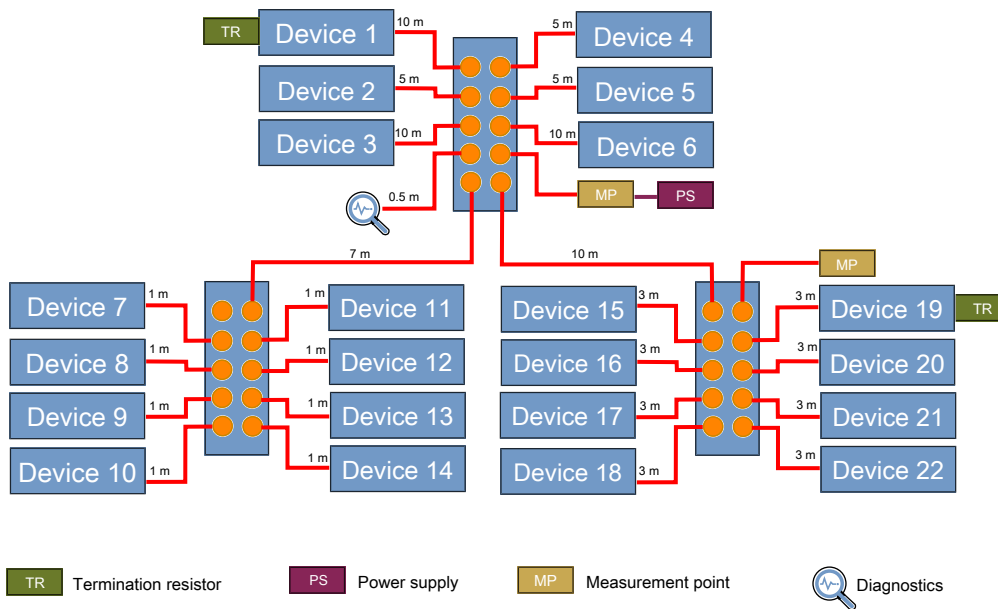 TR
Device 1
10 m
5 m
Device 4
Device 2
5 m
5 m
Device 5
Device 3
10 m
10 m
Device 6
0.5 m
MP
PS
7 m
10 m
MP
Device 7
1 m
1 m
Device 11
Device 15
3 m
3 m
Device 19
TR
Device 8
1 m
1 m
Device 12
Device 16
3 m
3 m
Device 20
Device 9
1 m
1 m
Device 13
Device 17
3 m
3 m
Device 21
Device 10
1 m
1 m
Device 14
Device 18
3 m
3 m
Device 22
TR
Termination resistor
PS
Power supply
MP
Measurement point
Diagnostics